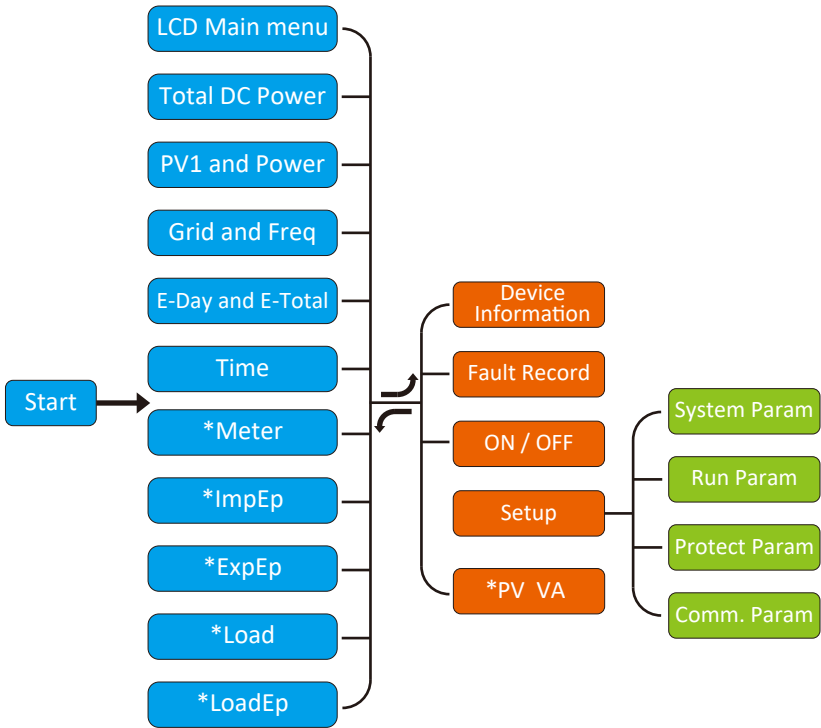 LCD Main menu
Total DC Power
PV1 and Power
Grid and Freq
E-Day and E-Total
Time
Start
*Meter
*ImpEp
*ExpEp
*Load
*LoadEp
Device
Information
Fault Record
ON / OFF
Setup
*PV VA
System Param
Run Param
Protect Param
Comm. Param